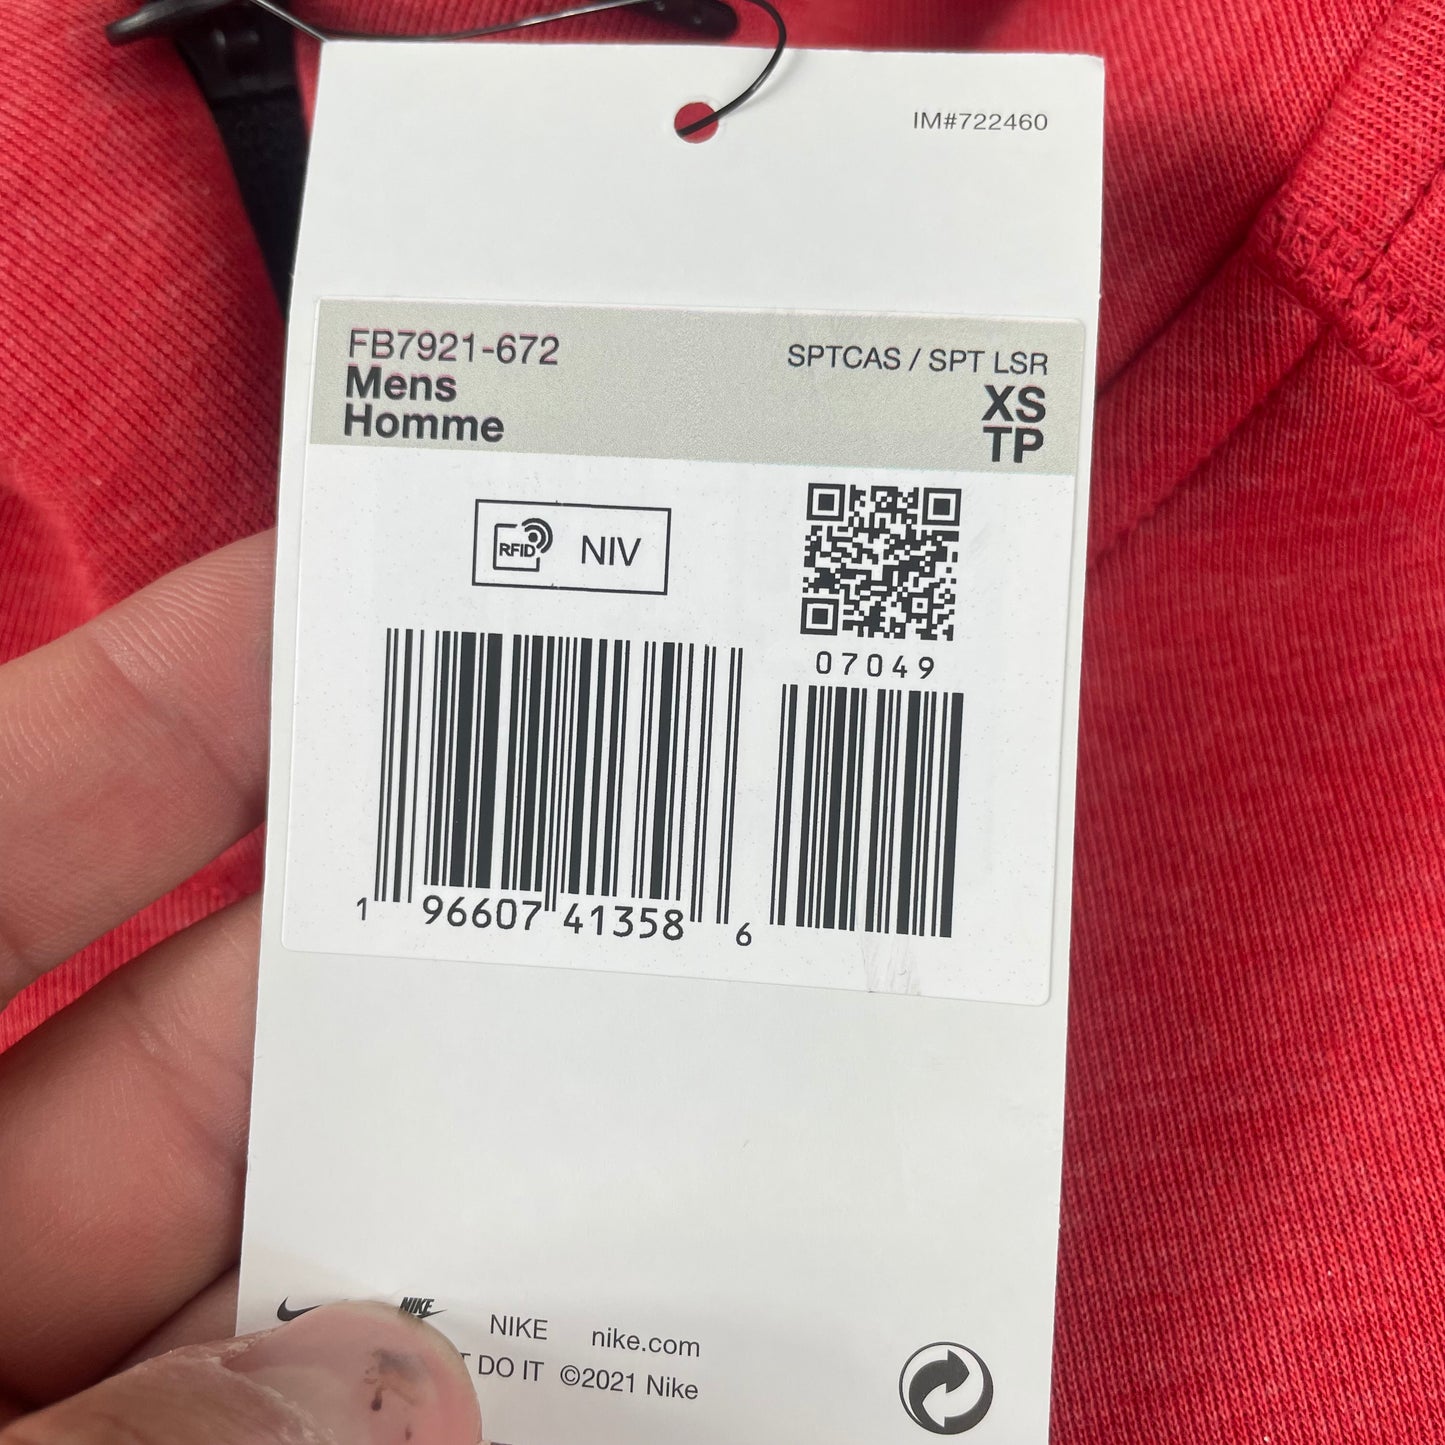 IM#722460
FB7921-672
SPTCAS / SPT LSR
Mens
XS
Homme
TP
RFID NIV
07049
1 96607 41358 6
NIKE
NIKE nike.com
DO IT ©2021 Nike